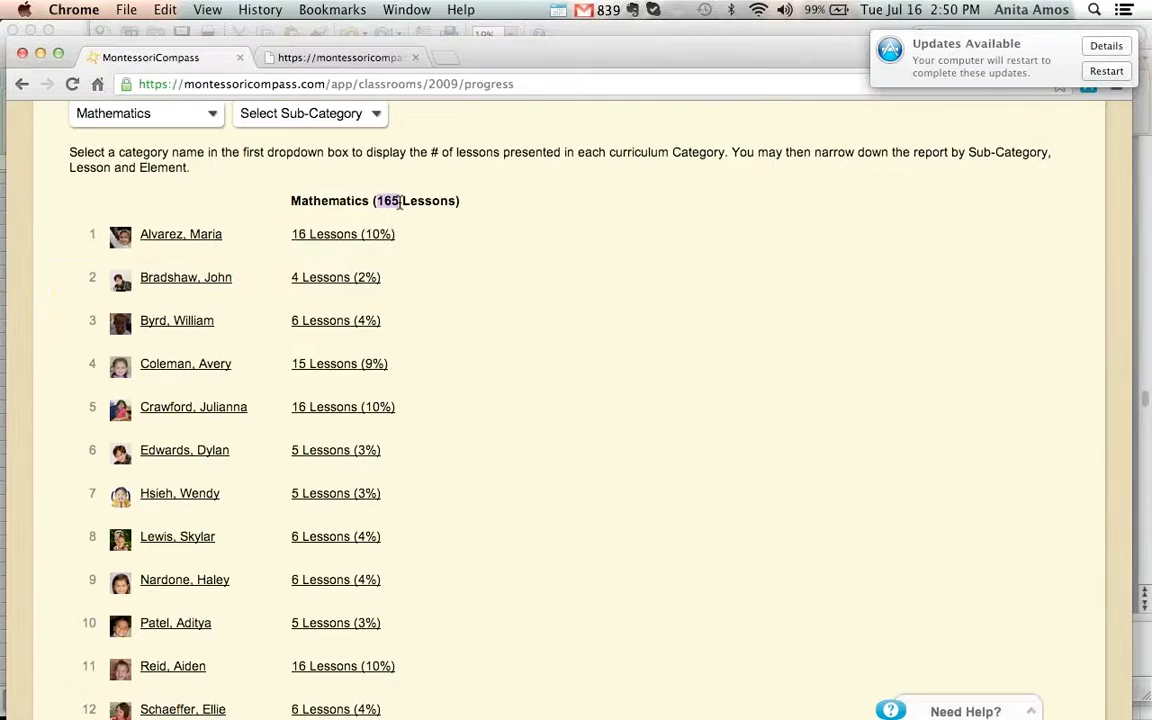 Chrome File Edit View History Bookmarks Window Help 839 99% Tue Jul 16 2:50 PM Anita Amos
19%
MontessoriCompass × https://montessoricompass.c ×
Updates Available
Your computer will restart to complete these updates.
Details
Restart
https://montessoricompass.com/app/classrooms/2009/progress
Mathematics Select Sub-Category
Select a category name in the first dropdown box to display the # of lessons presented in each curriculum Category. You may then narrow down the report by Sub-Category,
Lesson and Element.
Mathematics (165 Lessons)
1 Alvarez, Maria 16 Lessons (10%)
2 Bradshaw, John 4 Lessons (2%)
3 Byrd, William 6 Lessons (4%)
4 Coleman, Avery 15 Lessons (9%)
5 Crawford, Julianna 16 Lessons (10%)
6 Edwards, Dylan 5 Lessons (3%)
7 Hsieh, Wendy 5 Lessons (3%)
8 Lewis, Skylar 6 Lessons (4%)
9 Nardone, Haley 6 Lessons (4%)
10 Patel, Aditya 5 Lessons (3%)
11 Reid, Aiden 16 Lessons (10%)
12 Schaeffer, Ellie 6 Lessons (4%)
? Need Help?